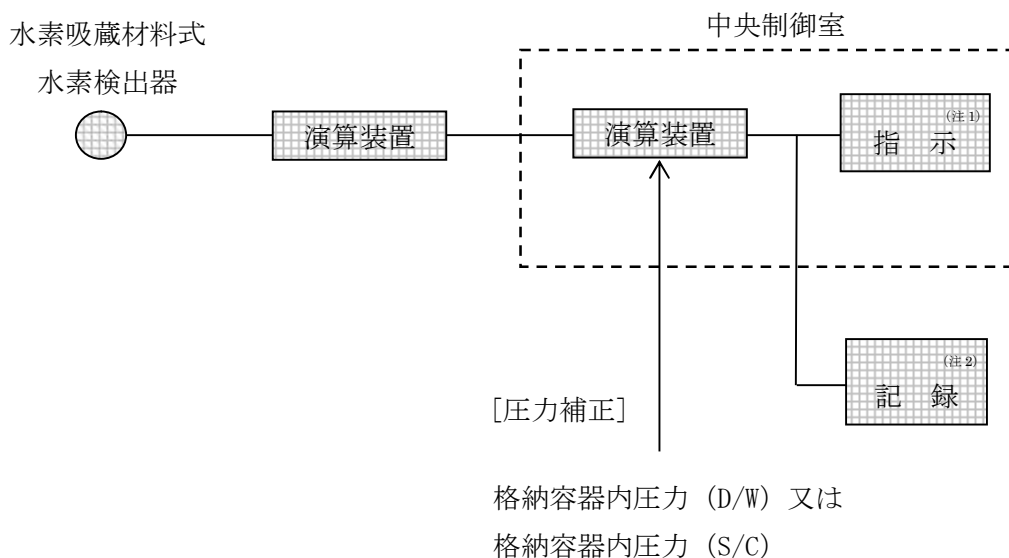 水素吸蔵材料式
水素検出器
中央制御室
演算装置
演算装置
(注1)
指　示
(注2)
記　録
[圧力補正]
格納容器内圧力 (D/W) 又は
格納容器内圧力 (S/C)